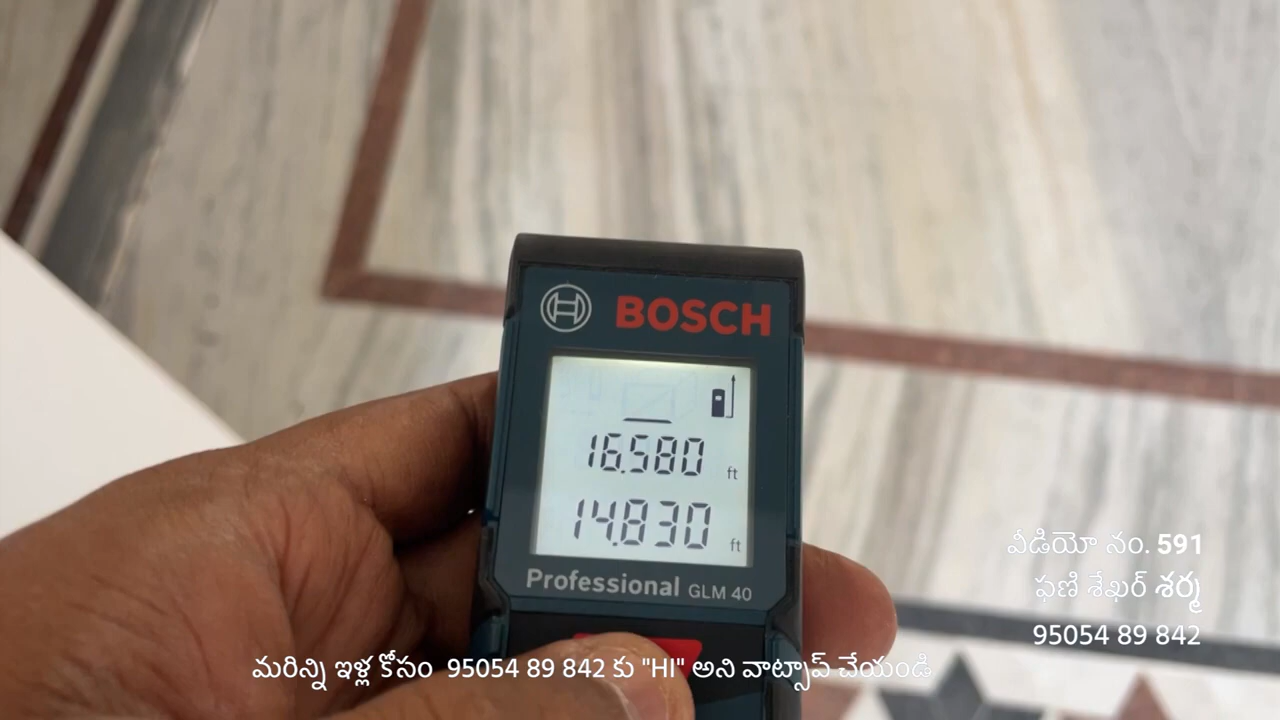 BOSCH
16.580 ft
14.830 ft
Professional GLM 40
వీడియో నం. 591
ఫణి శేఖర్ శర్మ
95054 89 842
మరిన్ని ఇళ్ల కోసం 95054 89 842 కు "HI" అని వాట్సాప్ చేయండి